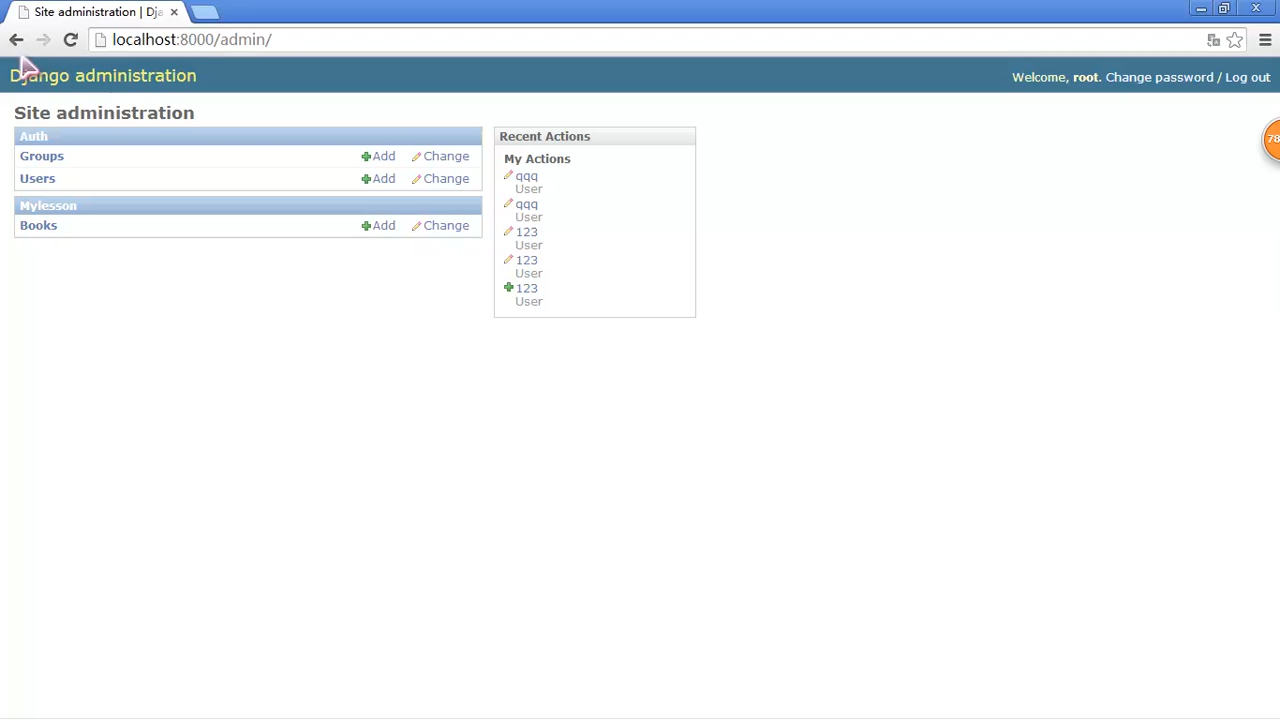 Site administration | Dja
localhost:8000/admin/
Django administration
Welcome, root. Change password / Log out
Site administration
Auth
Groups Add Change
Users Add Change
Mylesson
Books Add Change
Recent Actions
My Actions
qqq
User
qqq
User
123
User
123
User
123
User
78